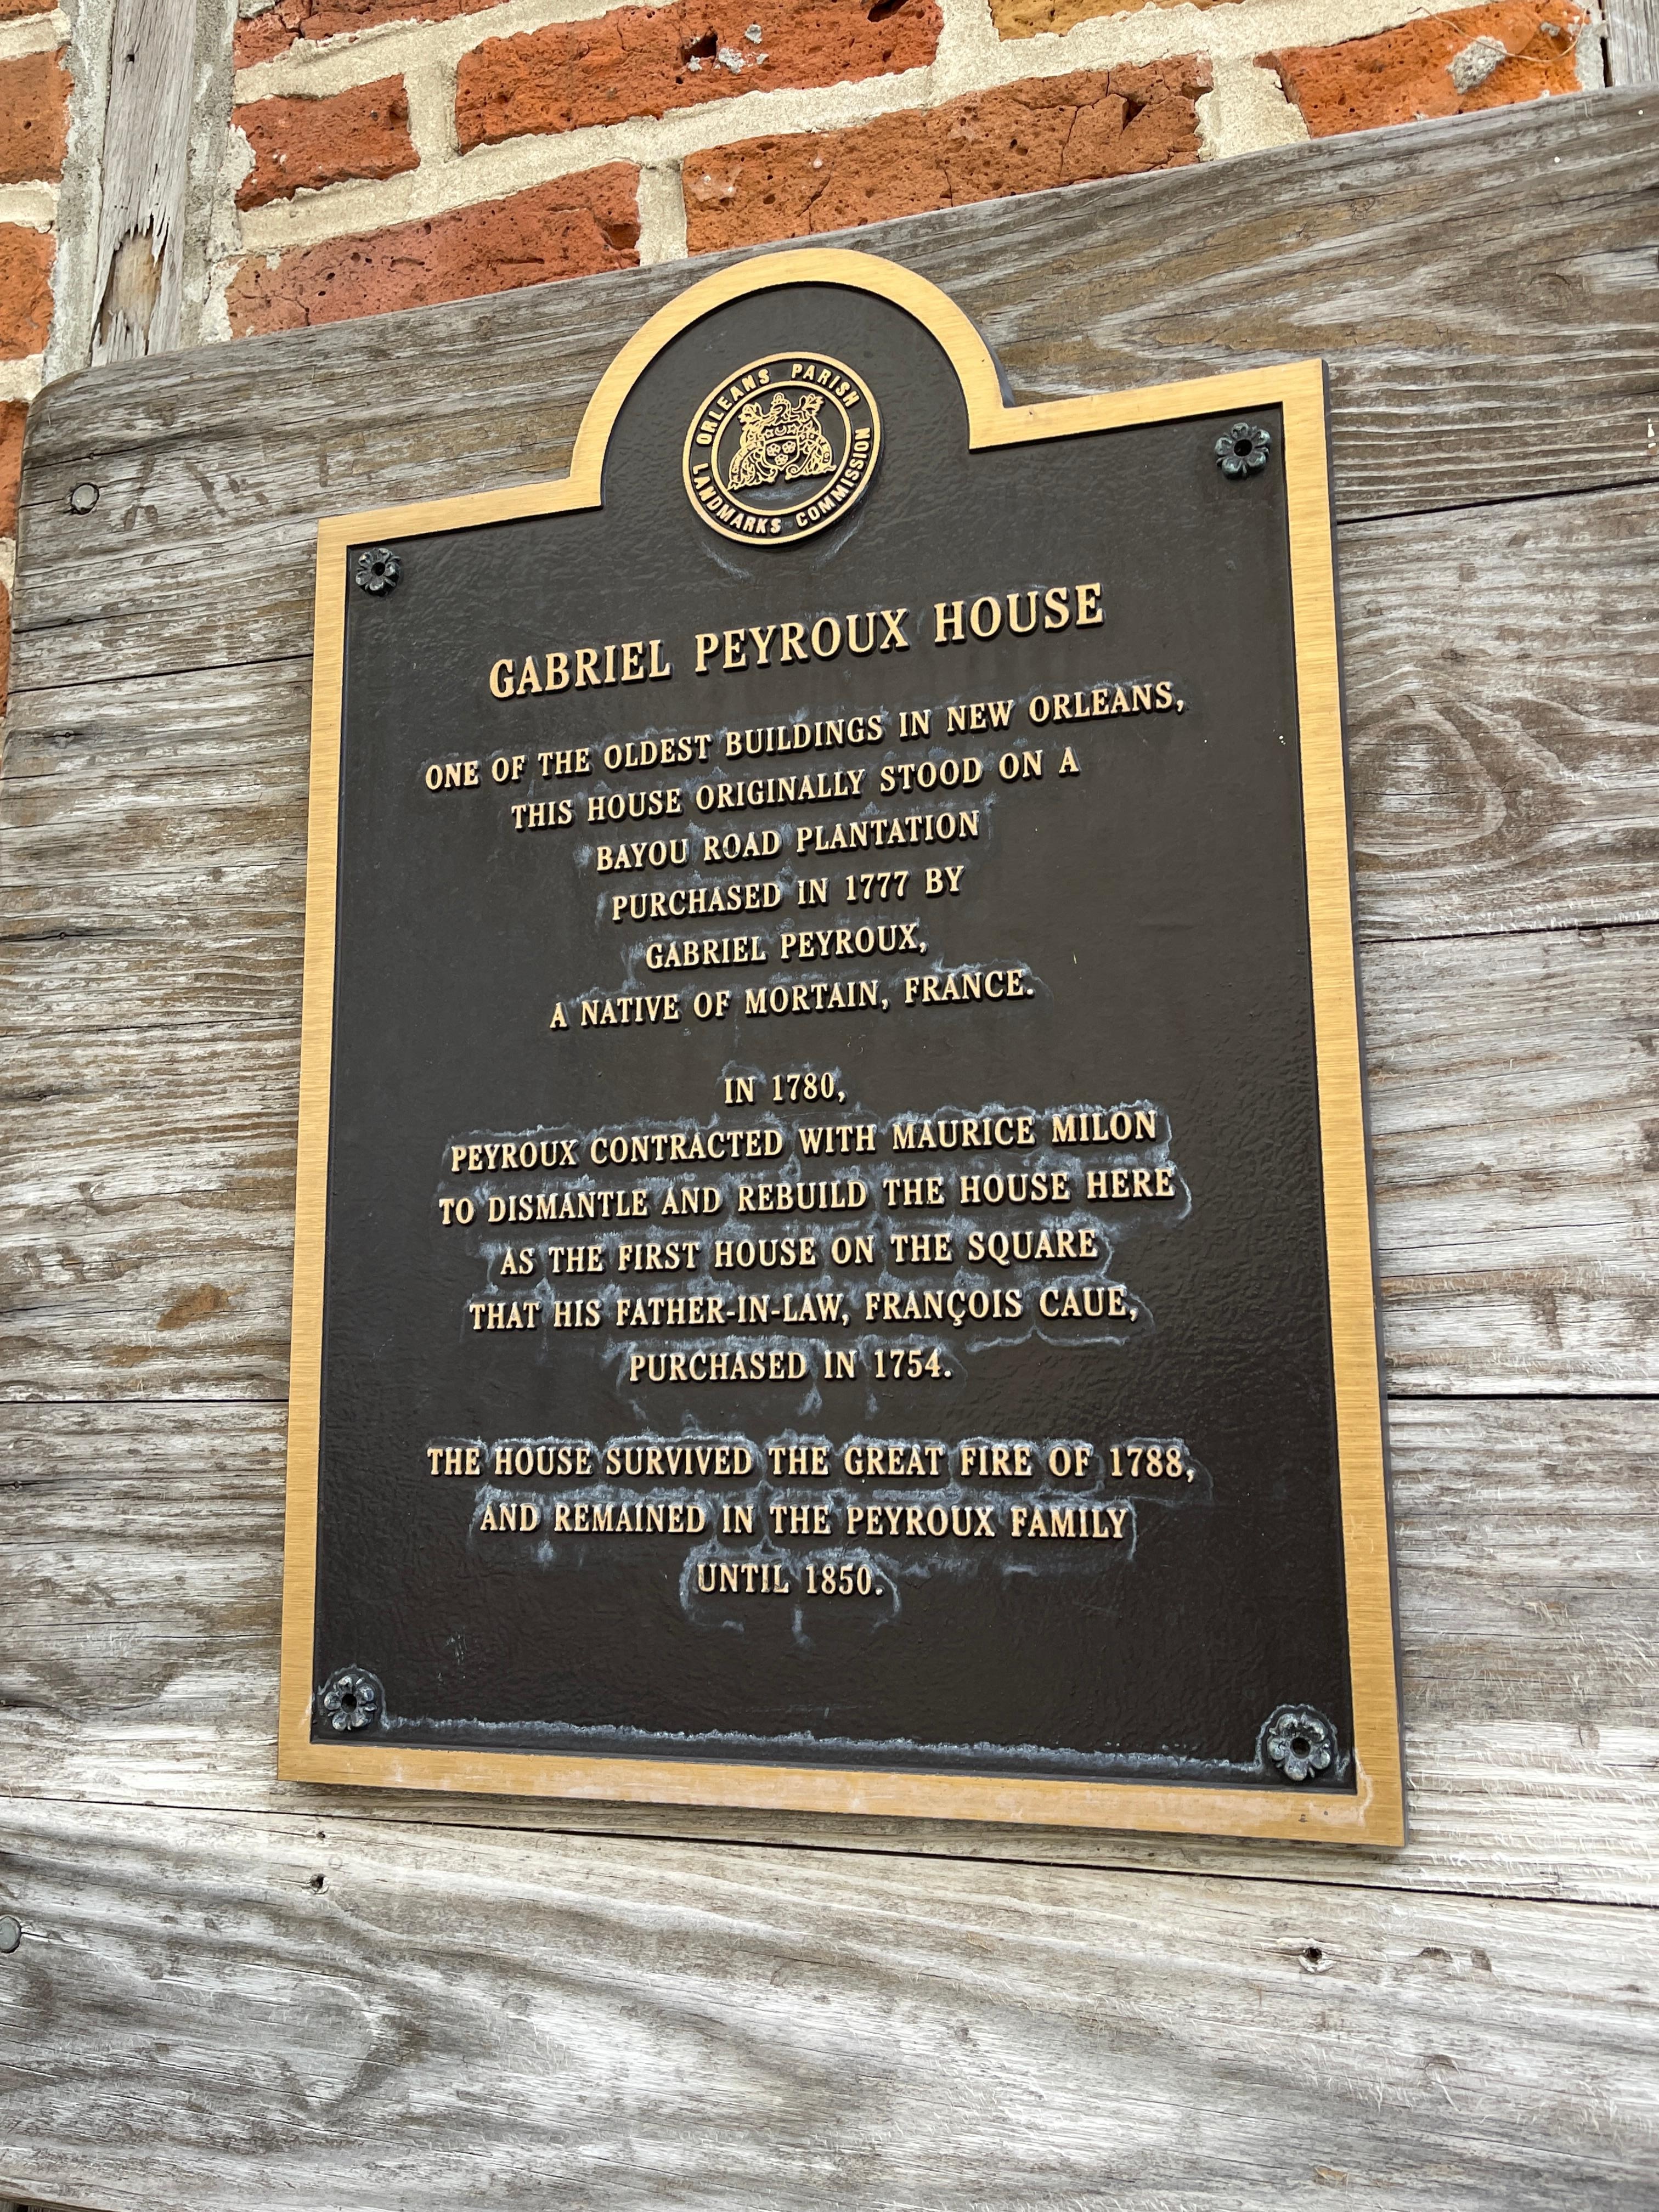 ORLEANS PARISH
LANDMARKS COMMISSION
GABRIEL PEYROUX HOUSE
ONE OF THE OLDEST BUILDINGS IN NEW ORLEANS,
THIS HOUSE ORIGINALLY STOOD ON A
BAYOU ROAD PLANTATION
PURCHASED IN 1777 BY
GABRIEL PEYROUX,
A NATIVE OF MORTAIN, FRANCE.
IN 1780,
PEYROUX CONTRACTED WITH MAURICE MILON
TO DISMANTLE AND REBUILD THE HOUSE HERE
AS THE FIRST HOUSE ON THE SQUARE
THAT HIS FATHER-IN-LAW, FRANÇOIS CAUE,
PURCHASED IN 1754.
THE HOUSE SURVIVED THE GREAT FIRE OF 1788,
AND REMAINED IN THE PEYROUX FAMILY
UNTIL 1850.